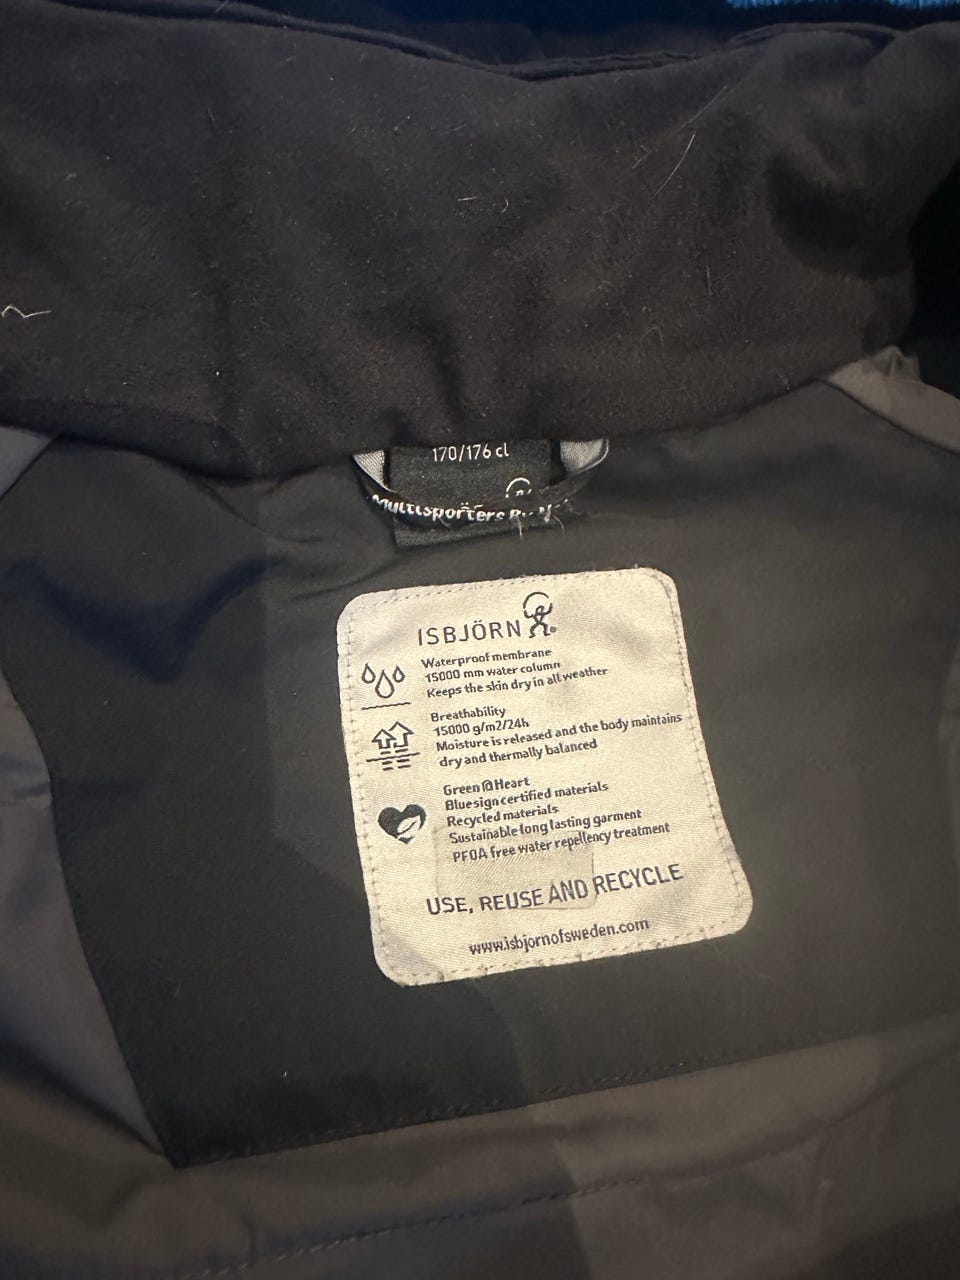 170/176 cl
Multisporters
ISBJÖRN
Waterproof membrane
15000 mm water column
Keeps the skin dry in all weather
Breathability
15000 g/m2/24h
Moisture is released and the body maintains
dry and thermally balanced
Green @ Heart
Bluesign certified materials
Recycled materials
Sustainable long lasting garment
PFOA free water repellency treatment
USE, REUSE AND RECYCLE
www.isbjornofsweden.com